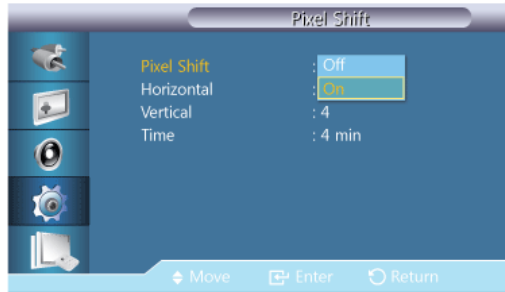 Pixel Shift
Pixel Shift : Off
Horizontal : On
Vertical : 4
Time : 4 min
Move Enter Return